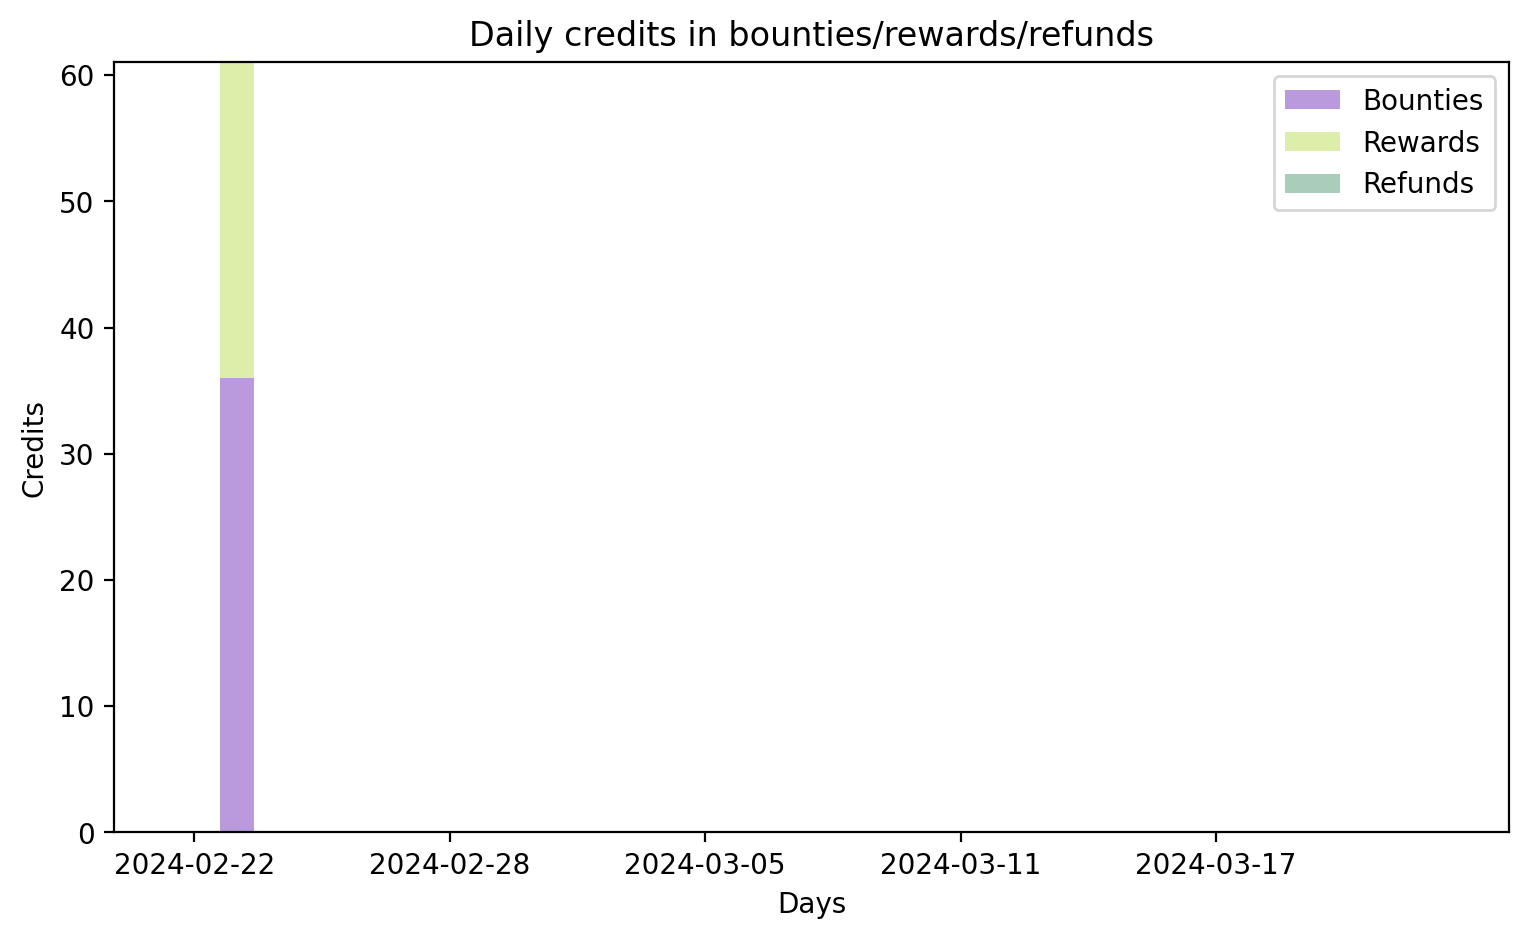 Daily credits in bounties/rewards/refunds
Bounties
Rewards
Refunds
60
50
40
30
20
10
0
Credits
2024-02-22 2024-02-28 2024-03-05 2024-03-11 2024-03-17
Days